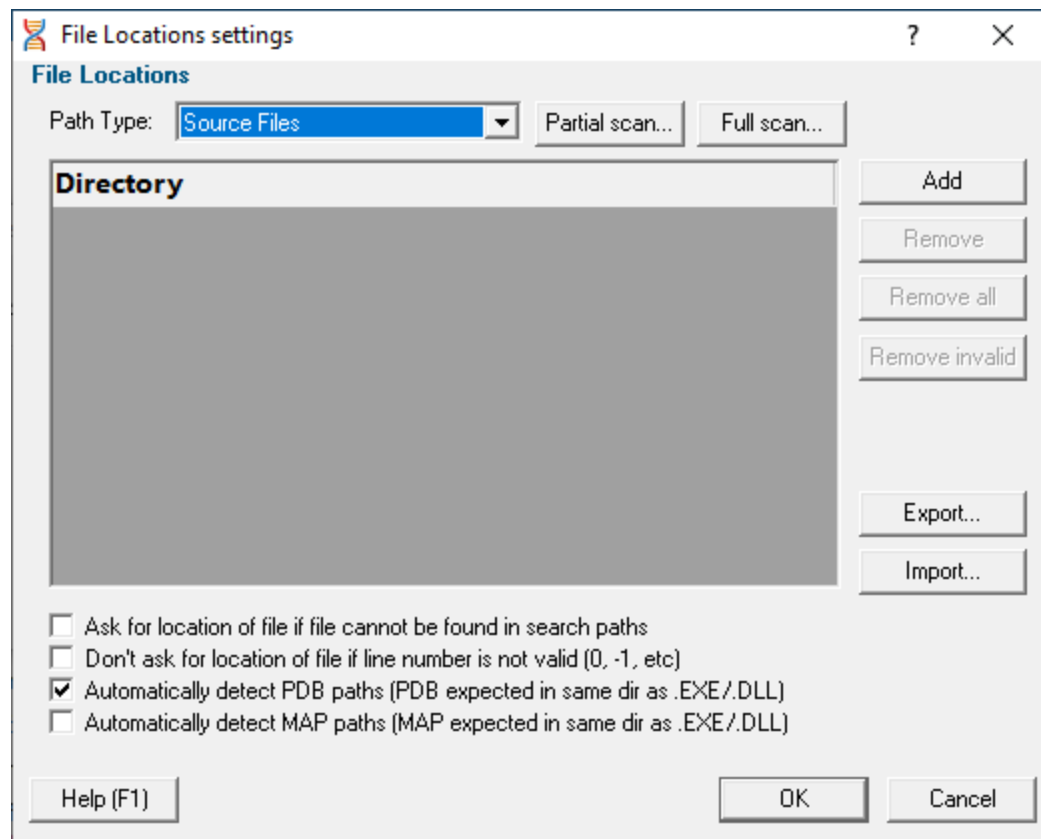 File Locations settings
File Locations
Path Type: Source Files Partial scan... Full scan...
Directory
Add
Remove
Remove all
Remove invalid
Export...
Import...
Ask for location of file if file cannot be found in search paths
Don't ask for location of file if line number is not valid (0, -1, etc)
Automatically detect PDB paths (PDB expected in same dir as .EXE/.DLL)
Automatically detect MAP paths (MAP expected in same dir as .EXE/.DLL)
Help (F1) OK Cancel